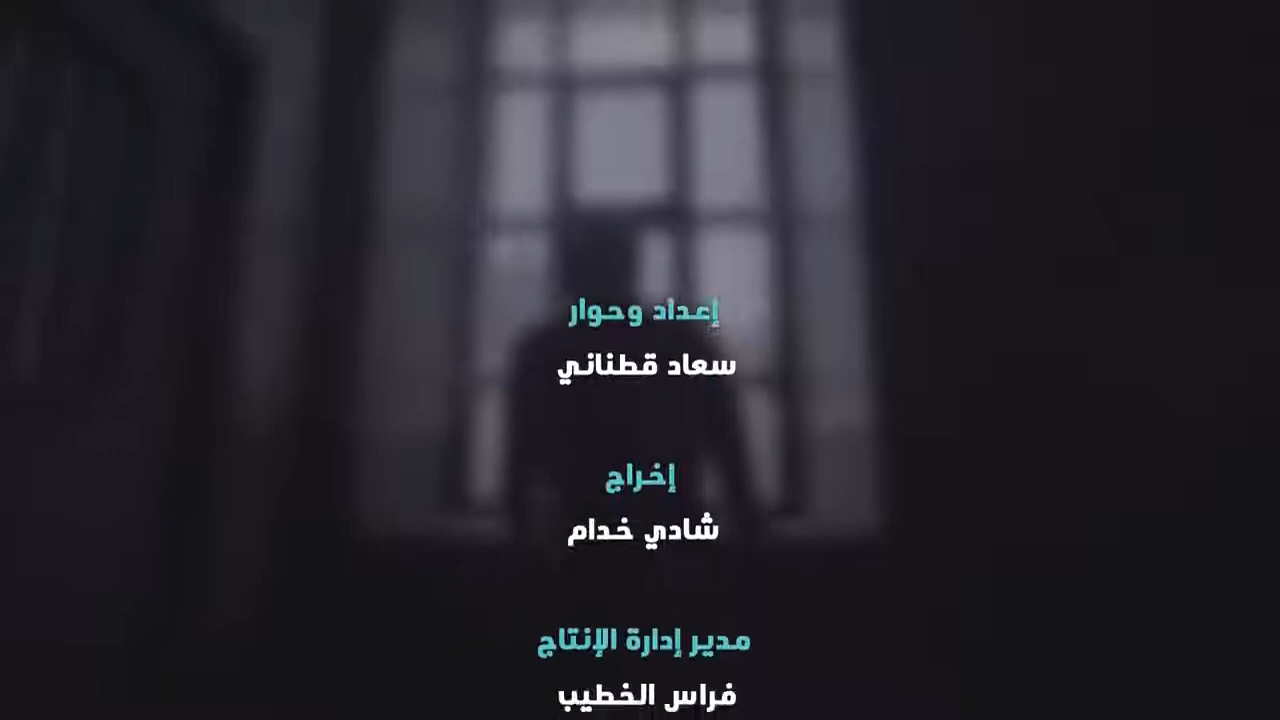 إعداد وحوار
سعاد قطناني
إخراج
شادي خدام
مدير إدارة الإنتاج
فراس الخطيب